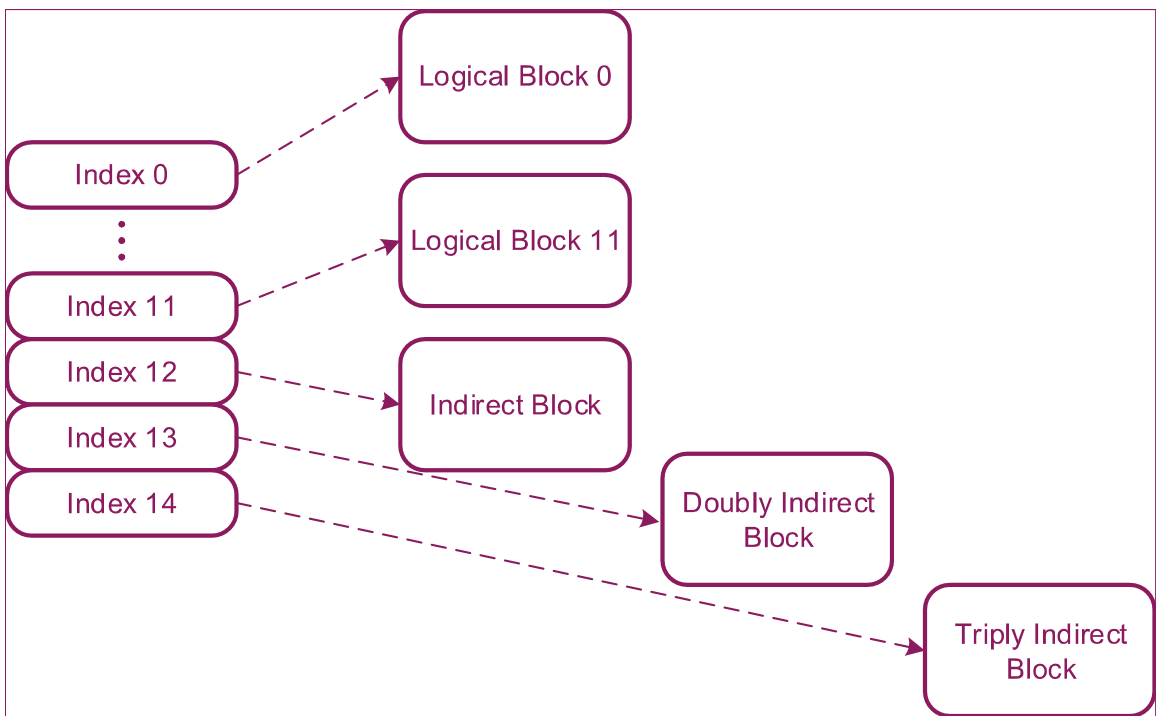 Logical Block 0
Index 0
Logical Block 11
Index 11
Index 12
Indirect Block
Index 13
Index 14
Doubly Indirect
Block
Triply Indirect
Block